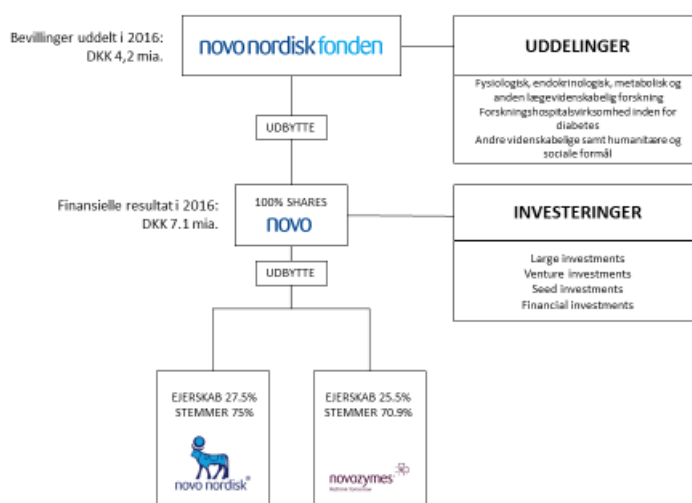 Bevillinger uddelt i 2016:
DKK 4,2 mia.
novo nordisk fonden
UDDELINGER
Fysiologisk, endokrinologisk, metabolisk og
anden lægevidenskabelig forskning
Forskningshospitalsvirksomhed inden for
diabetes
Andre videnskabelige samt humanitære og
sociale formål
UDBYTTE
Finansielle resultat i 2016:
DKK 7.1 mia.
100% SHARES
novo
INVESTERINGER
Large investments
Venture investments
Seed investments
Financial investments
UDBYTTE
EJERSKAB 27.5%
STEMMER 75%
novo nordisk®
EJERSKAB 25.5%
STEMMER 70.9%
novozymes
Rethink Tomorrow